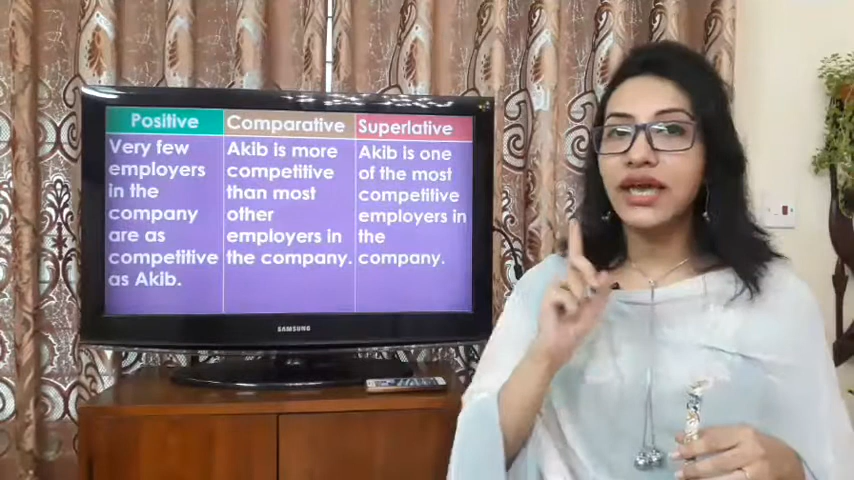 Positive
Very few
employers
in the
company
are as
competitive
as Akib.
Comparative
Akib is more
competitive
than most
other
employers in
the company.
Superlative
Akib is one
of the most
competitive
employers in
the
company.
SAMSUNG